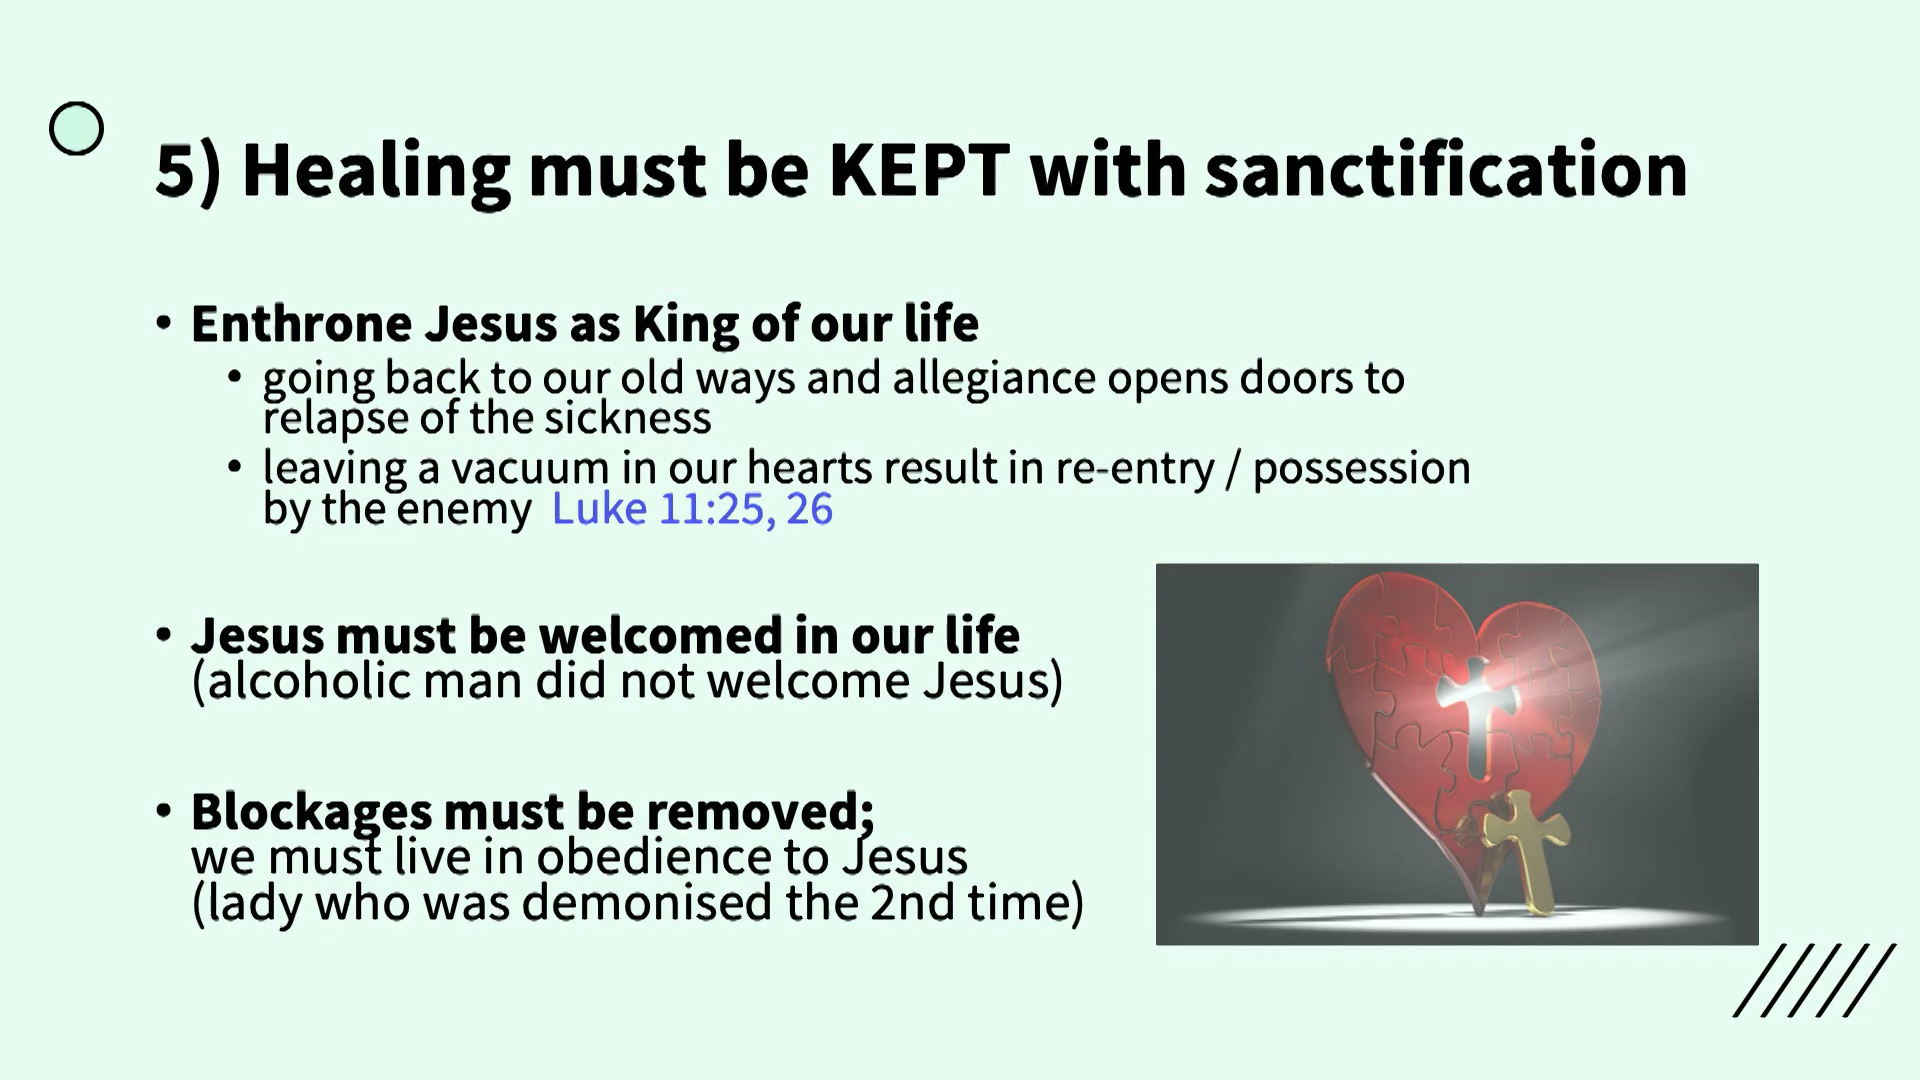 5) Healing must be KEPT with sanctification
• Enthrone Jesus as King of our life
• going back to our old ways and allegiance opens doors to
relapse of the sickness
• leaving a vacuum in our hearts result in re-entry / possession
by the enemy Luke 11:25, 26
• Jesus must be welcomed in our life
(alcoholic man did not welcome Jesus)
• Blockages must be removed;
we must live in obedience to Jesus
(lady who was demonised the 2nd time)